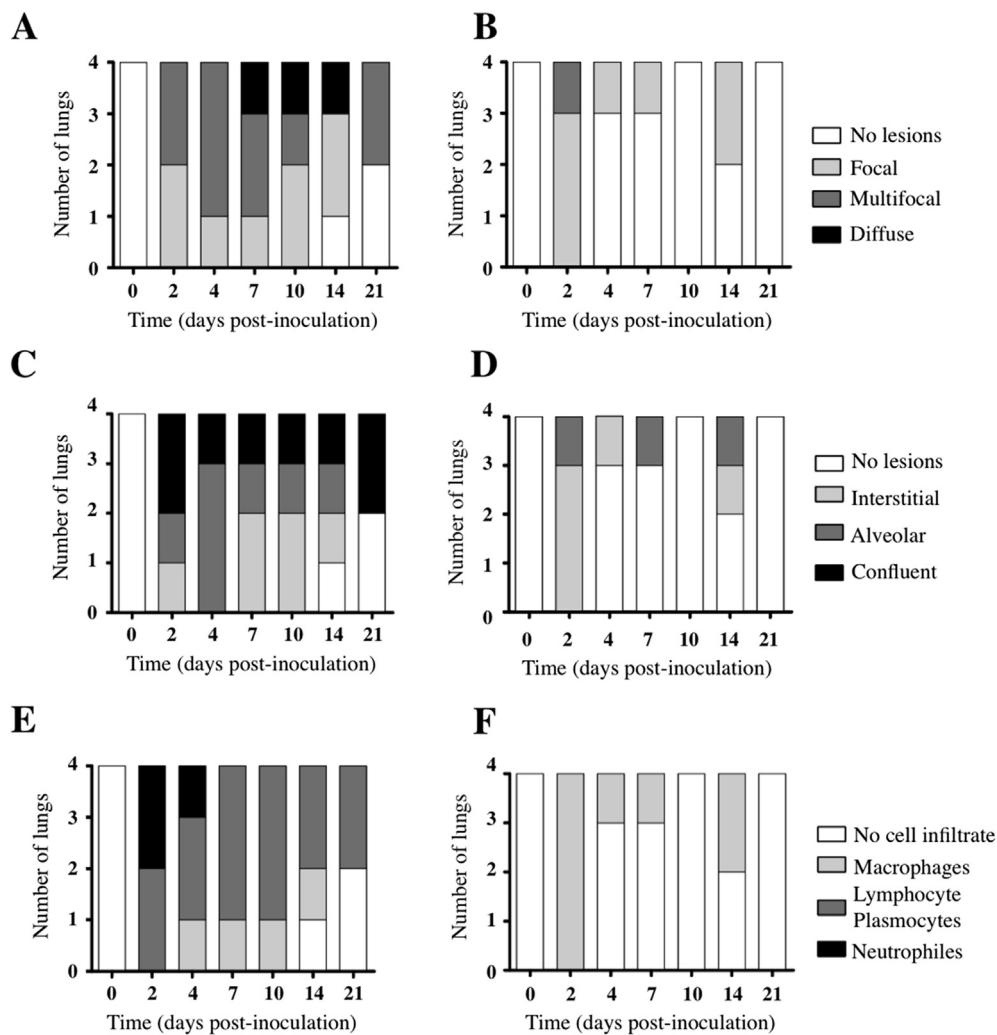 A
Number of lungs
4
3
2
1
0
0 2 4 7 10 14 21
Time (days post-inoculation)
B
Number of lungs
4
3
2
1
0
0 2 4 7 10 14 21
Time (days post-inoculation)
No lesions
Focal
Multifocal
Diffuse
C
Number of lungs
4
3
2
1
0
0 2 4 7 10 14 21
Time (days post-inoculation)
D
Number of lungs
4
3
2
1
0
0 2 4 7 10 14 21
Time (days post-inoculation)
No lesions
Interstitial
Alveolar
Confluent
E
Number of lungs
4
3
2
1
0
0 2 4 7 10 14 21
Time (days post-inoculation)
F
Number of lungs
4
3
2
1
0
0 2 4 7 10 14 21
Time (days post-inoculation)
No cell infiltrate
Macrophages
Lymphocyte
Plasmocytes
Neutrophiles